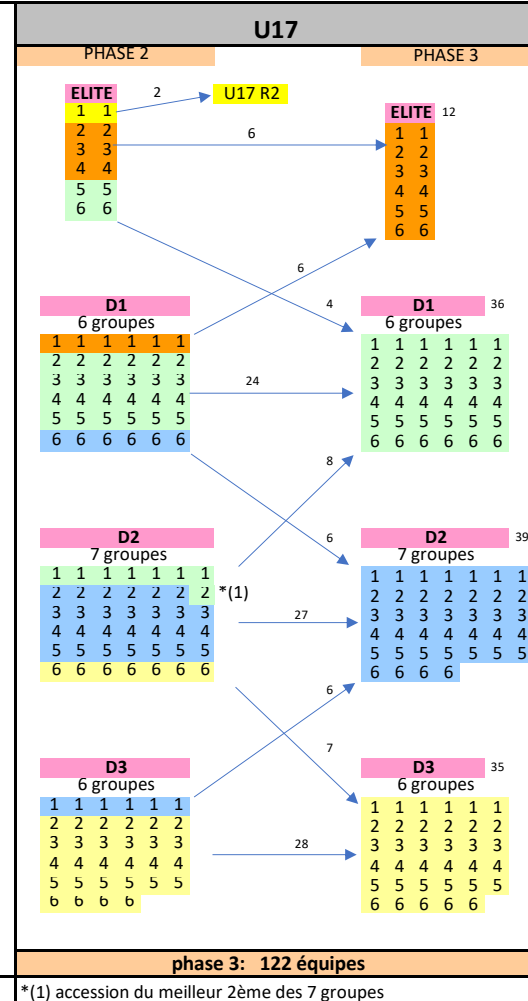 U17
PHASE 2 PHASE 3
ELITE 2 U17 R2
1 1
2 2
3 3
4 4
5 5
6 6
6
ELITE 12
1 1
2 2
3 3
4 4
5 5
6 6
6
4
D1
6 groupes
1 1 1 1 1 1
2 2 2 2 2 2
3 3 3 3 3 3
4 4 4 4 4 4
5 5 5 5 5 5
6 6 6 6 6 6
24
D1 36
6 groupes
1 1 1 1 1 1
2 2 2 2 2 2
3 3 3 3 3 3
4 4 4 4 4 4
5 5 5 5 5 5
6 6 6 6 6 6
8
6
D2
7 groupes
1 1 1 1 1 1 1
2 2 2 2 2 2 2 *(1)
3 3 3 3 3 3 3
4 4 4 4 4 4 4
5 5 5 5 5 5 5
6 6 6 6 6 6 6
27
D2 39
7 groupes
1 1 1 1 1 1 1
2 2 2 2 2 2 2
3 3 3 3 3 3 3
4 4 4 4 4 4 4
5 5 5 5 5 5 5
6 6 6 6
6
7
D3
6 groupes
1 1 1 1 1 1
2 2 2 2 2 2
3 3 3 3 3 3
4 4 4 4 4 4
5 5 5 5 5 5
6 6 6 6
28
D3 35
6 groupes
1 1 1 1 1 1
2 2 2 2 2 2
3 3 3 3 3 3
4 4 4 4 4 4
5 5 5 5 5 5
6 6 6 6 6
phase 3: 122 équipes
*(1) accession du meilleur 2ème des 7 groupes